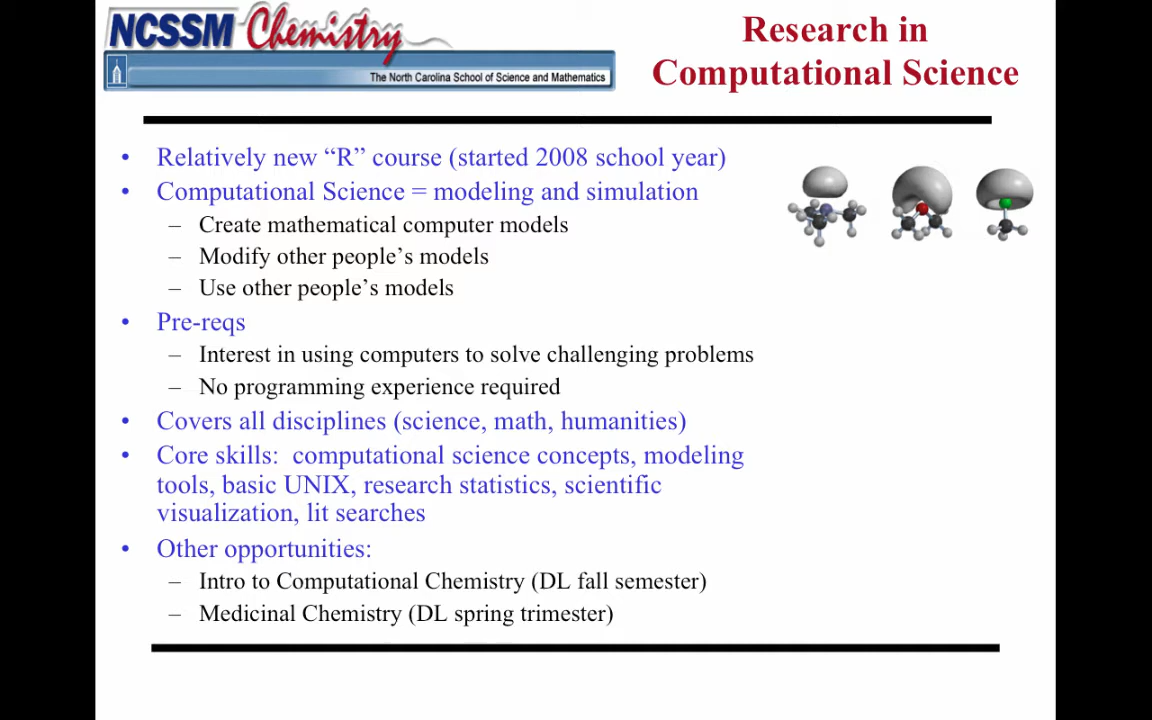 NCSSM Chemistry
The North Carolina School of Science and Mathematics
Research in
Computational Science
• Relatively new “R” course (started 2008 school year)
• Computational Science = modeling and simulation
– Create mathematical computer models
– Modify other people’s models
– Use other people’s models
• Pre-reqs
– Interest in using computers to solve challenging problems
– No programming experience required
• Covers all disciplines (science, math, humanities)
• Core skills:  computational science concepts, modeling
tools, basic UNIX, research statistics, scientific
visualization, lit searches
• Other opportunities:
– Intro to Computational Chemistry (DL fall semester)
– Medicinal Chemistry (DL spring trimester)